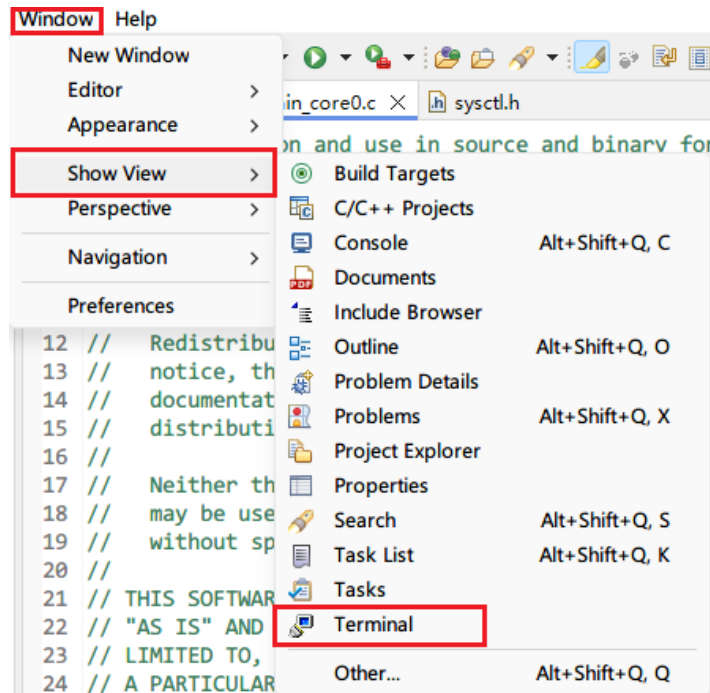 Window Help
New Window
Editor
in_core0.c
sysctl.h
Appearance
on and use in source and binary for
Show View
Build Targets
Perspective
C/C++ Projects
Navigation
Console Alt+Shift+Q, C
Documents
Preferences
Include Browser
12 // Redistribu
Outline Alt+Shift+Q, O
13 // notice, th
Problem Details
14 // documentat
Problems Alt+Shift+Q, X
15 // distributi
Project Explorer
16 //
17 // Neither th
Properties
18 // may be use
Search Alt+Shift+Q, S
19 // without sp
Task List Alt+Shift+Q, K
20 //
Tasks
21 // THIS SOFTWAR
Terminal
22 // "AS IS" AND
23 // LIMITED TO,
Other... Alt+Shift+Q, Q
24 // A PARTICULAR